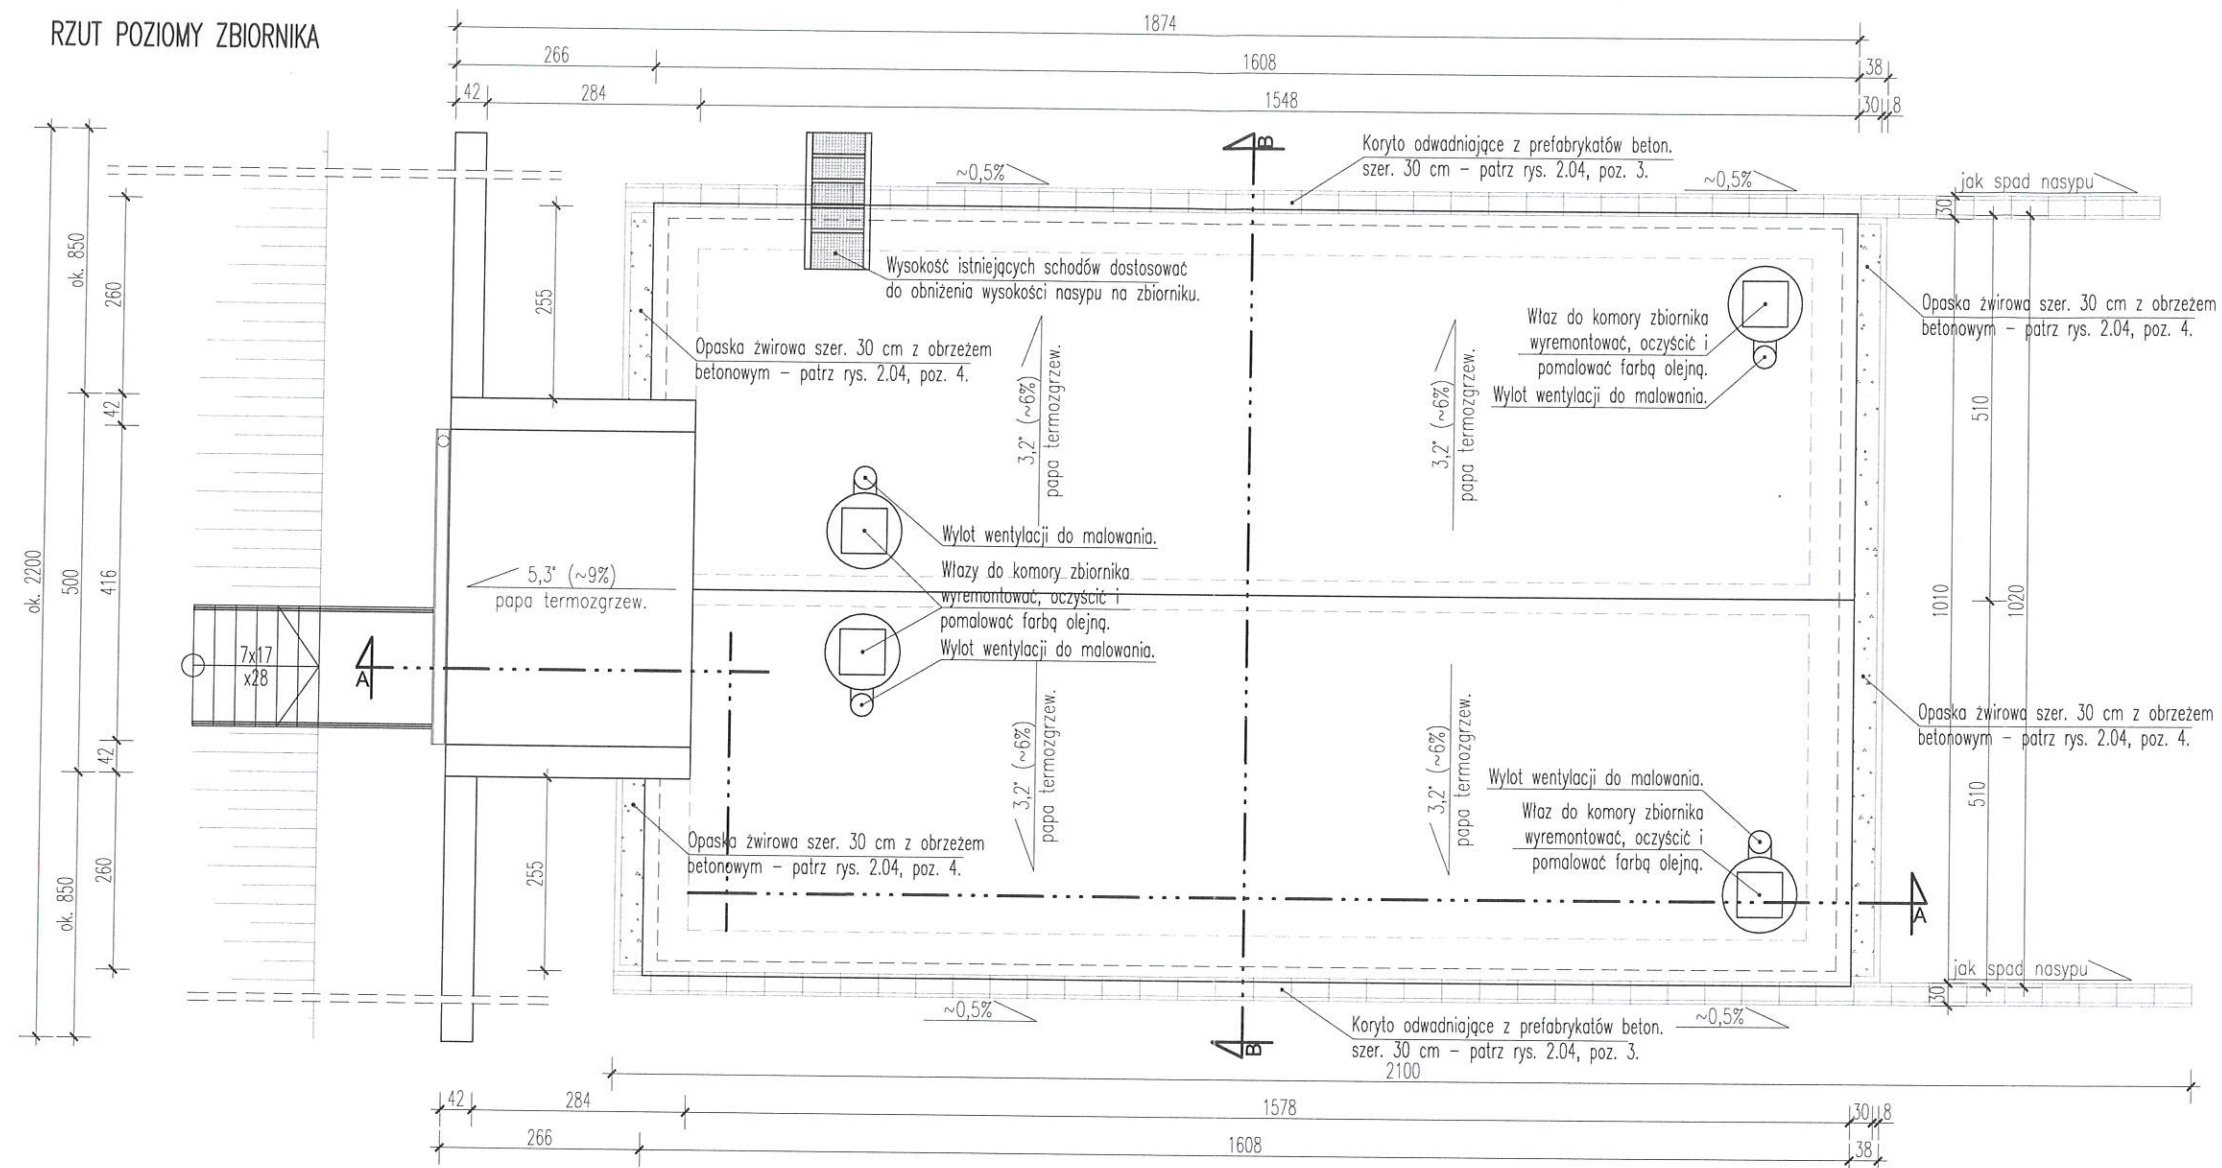 RZUT POZIOMY ZBIORNIKA
1874
266
1608
38
42
284
1548
30
8
Koryto odwadniające z prefabrykatów beton.
szer. 30 cm – patrz rys. 2.04, poz. 3.
~0,5%
~0,5%
jak spad nasypu
B
30
ok. 850
260
255
Wysokość istniejących schodów dostosować
do obniżenia wysokości nasypu na zbiorniku.
Opaska żwirowa szer. 30 cm z obrzeżem
betonowym – patrz rys. 2.04, poz. 4.
Właz do komory zbiornika
wyremontować, oczyścić i
pomalować farbą olejną.
Wylot wentylacji do malowania.
Opaska żwirowa szer. 30 cm z obrzeżem
betonowym – patrz rys. 2.04, poz. 4.
3,2° (~6%)
papa termozgrzew.
3,2° (~6%)
papa termozgrzew.
42
510
ok. 2200
500
416
5,3° (~9%)
papa termozgrzew.
Wylot wentylacji do malowania.
Włazy do komory zbiornika
wyremontować, oczyścić i
pomalować farbą olejną.
Wylot wentylacji do malowania.
1010
1020
7x17
x28
A
Opaska żwirowa szer. 30 cm z obrzeżem
betonowym – patrz rys. 2.04, poz. 4.
42
3,2° (~6%)
papa termozgrzew.
3,2° (~6%)
papa termozgrzew.
Wylot wentylacji do malowania.
Właz do komory zbiornika
wyremontować, oczyścić i
pomalować farbą olejną.
510
Opaska żwirowa szer. 30 cm z obrzeżem
betonowym – patrz rys. 2.04, poz. 4.
ok. 850
260
255
A
jak spad nasypu
30
~0,5%
~0,5%
Koryto odwadniające z prefabrykatów beton.
szer. 30 cm – patrz rys. 2.04, poz. 3.
B
2100
42
284
1578
30
8
266
1608
38